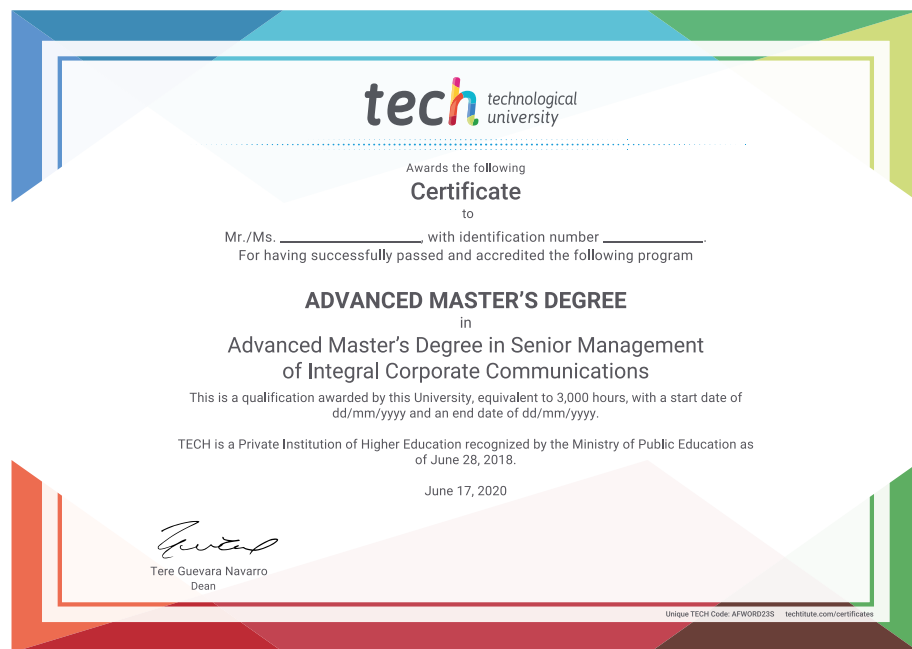 tech technological
university
Awards the following
Certificate
to
Mr./Ms. ____________________, with identification number ______________.
For having successfully passed and accredited the following program
ADVANCED MASTER'S DEGREE
in
Advanced Master's Degree in Senior Management
of Integral Corporate Communications
This is a qualification awarded by this University, equivalent to 3,000 hours, with a start date of
dd/mm/yyyy and an end date of dd/mm/yyyy.
TECH is a Private Institution of Higher Education recognized by the Ministry of Public Education as
of June 28, 2018.
June 17, 2020
Tere Guevara Navarro
Dean
Unique TECH Code: AFWORD23S techtitute.com/certificates